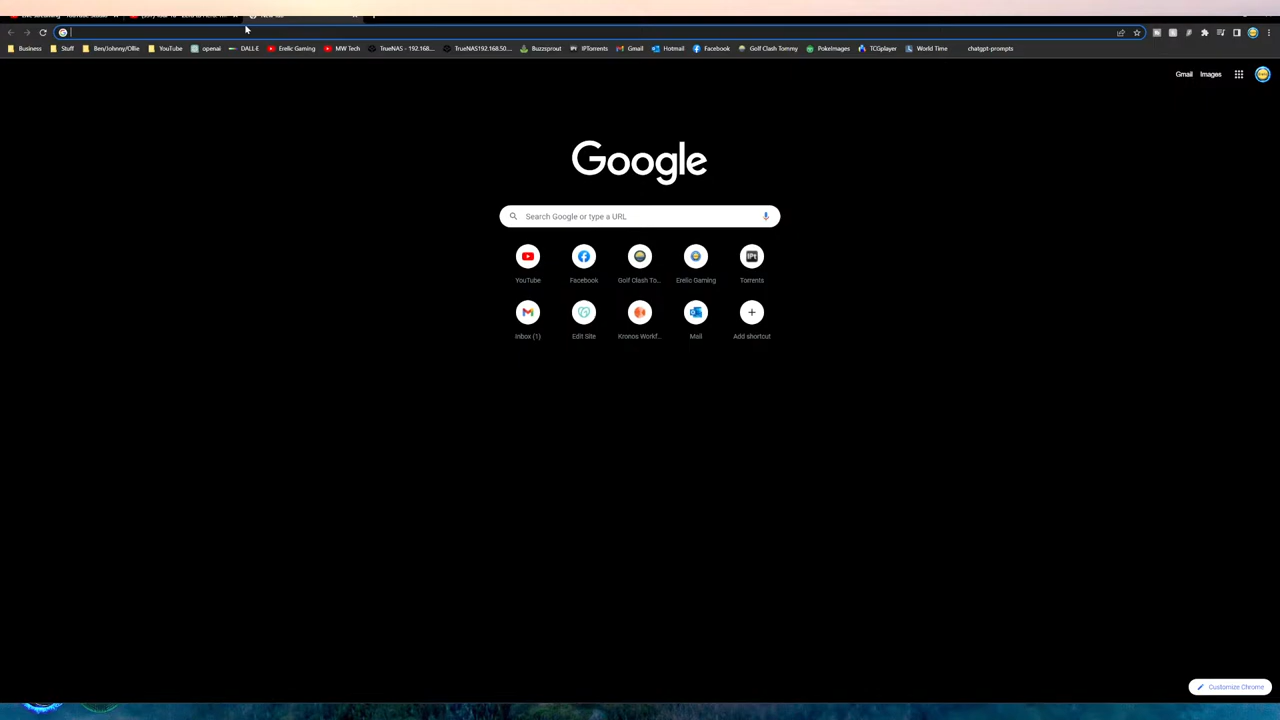 Business Stuff Ben/Johnny/Ollie YouTube openai DALL-E Erelic Gaming MW Tech TrueNAS - 192.168.... TrueNAS192.168.50.... Buzzsprout IPTorrents Gmail Hotmail Facebook Golf Clash Tommy PokeImages TCGplayer World Time chatgpt-prompts
Gmail Images
Google
Search Google or type a URL
YouTube Facebook Golf Clash To... Erelic Gaming Torrents
Inbox (1) Edit Site Kronos Workf... Mail Add shortcut
Customize Chrome